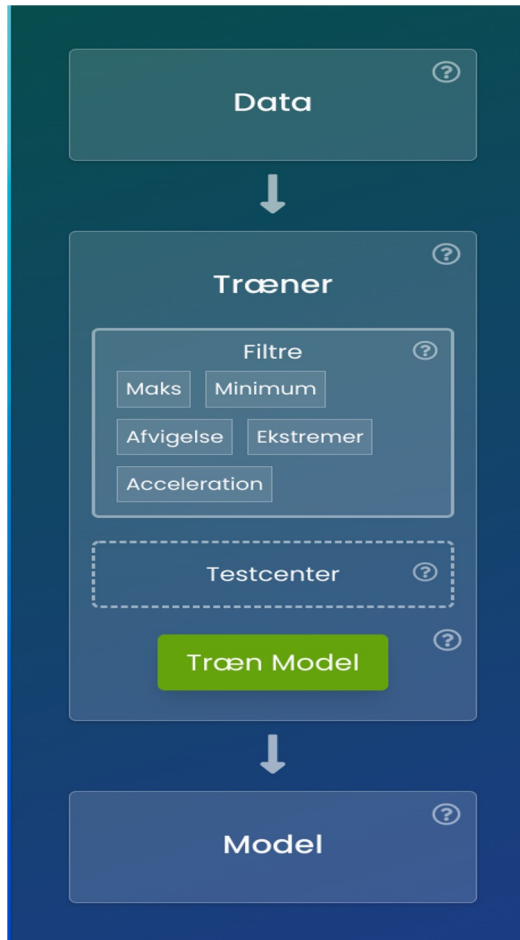 Data
Træner
Filtre
Maks Minimum
Afvigelse Ekstremer
Acceleration
Testcenter
Træn Model
Model